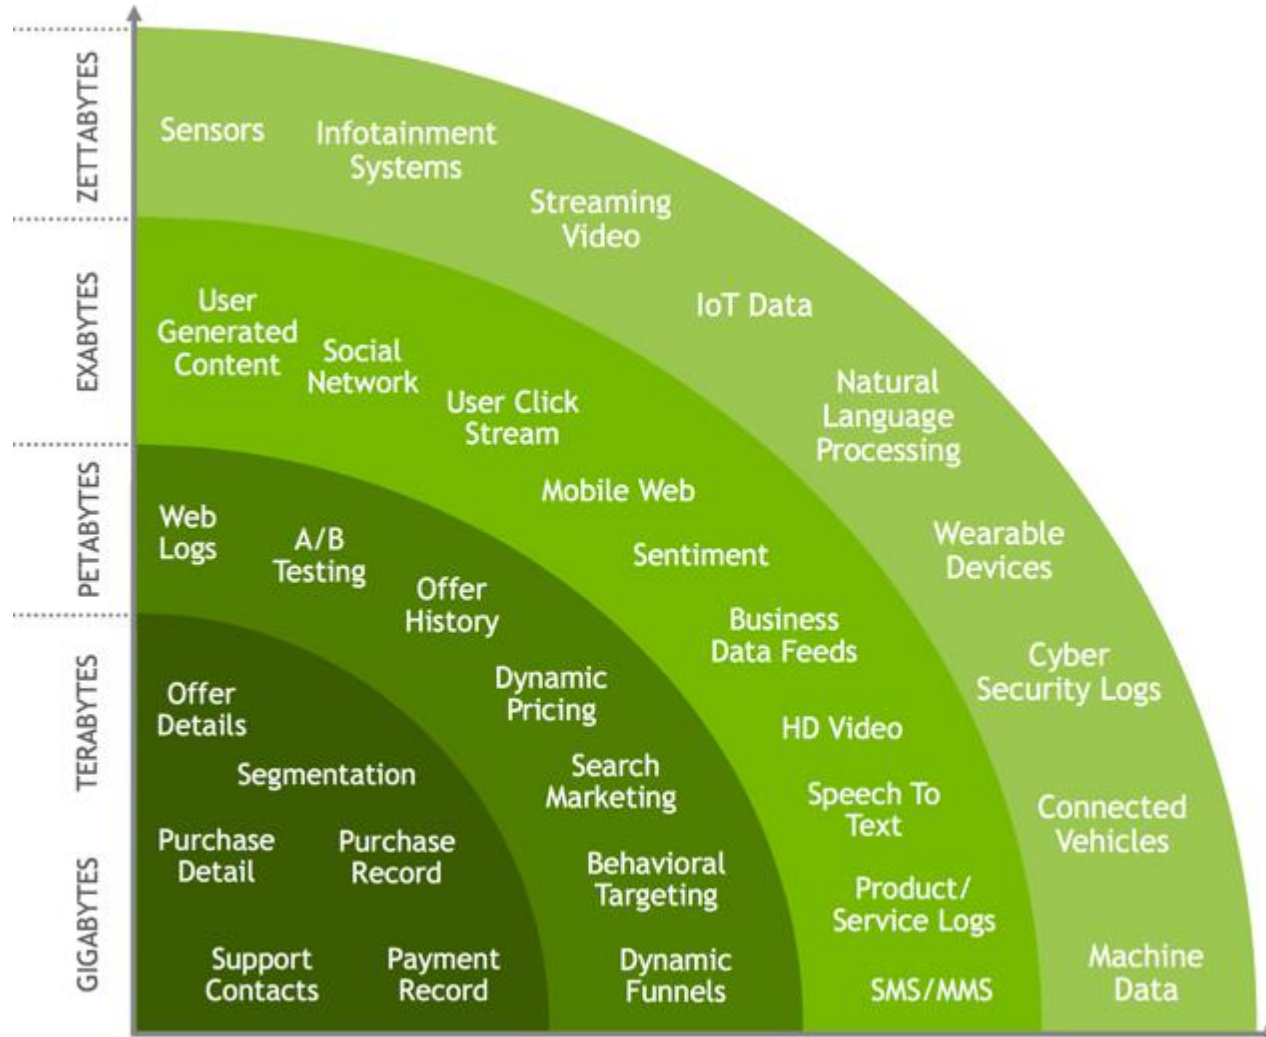 ZETTABYTES
Sensors
Infotainment
Systems
Streaming
Video
IoT Data
Natural
Language
Processing
Wearable
Devices
Cyber
Security Logs
Connected
Vehicles
Machine
Data
EXABYTES
User
Generated
Content
Social
Network
User Click
Stream
Mobile Web
Sentiment
Business
Data Feeds
HD Video
Speech To
Text
Product/
Service Logs
SMS/MMS
PETABYTES
Web
Logs
A/B
Testing
Offer
History
Dynamic
Pricing
Search
Marketing
Behavioral
Targeting
Dynamic
Funnels
TERABYTES
GIGABYTES
Offer
Details
Segmentation
Purchase
Detail
Purchase
Record
Support
Contacts
Payment
Record